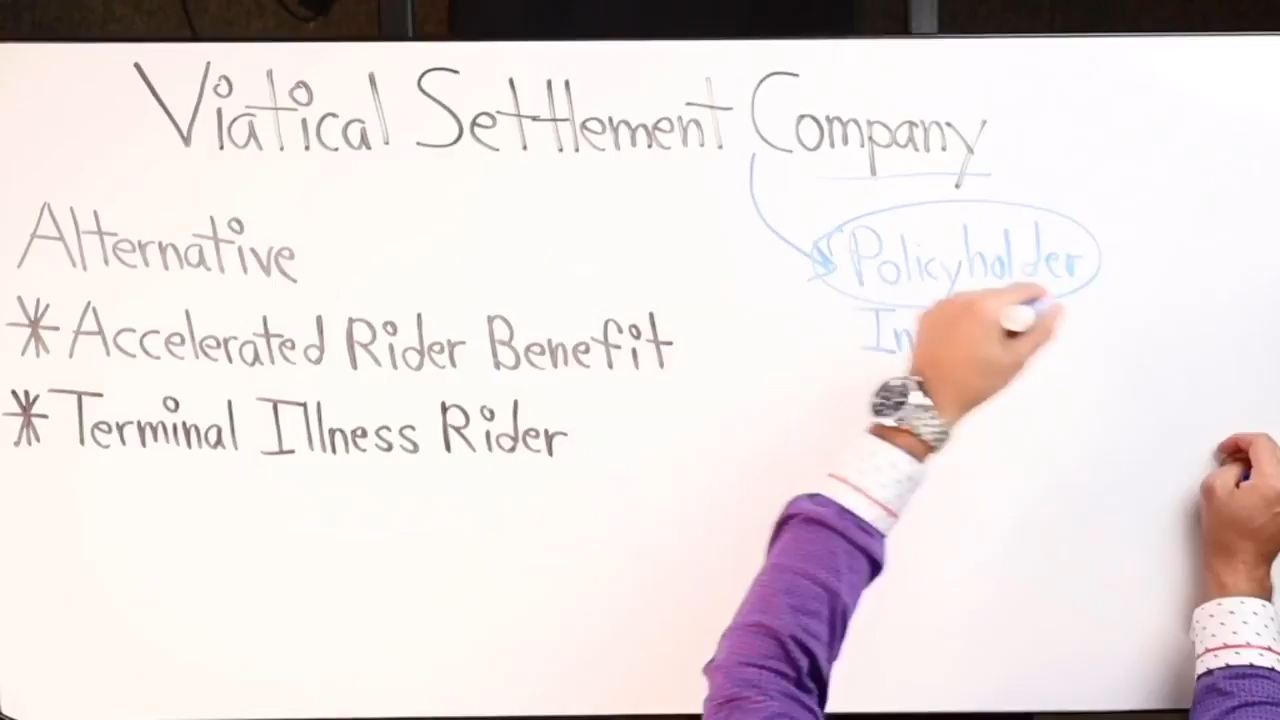 Viatical Settlement Company
Alternative
* Accelerated Rider Benefit
* Terminal Illness Rider
Policyholder